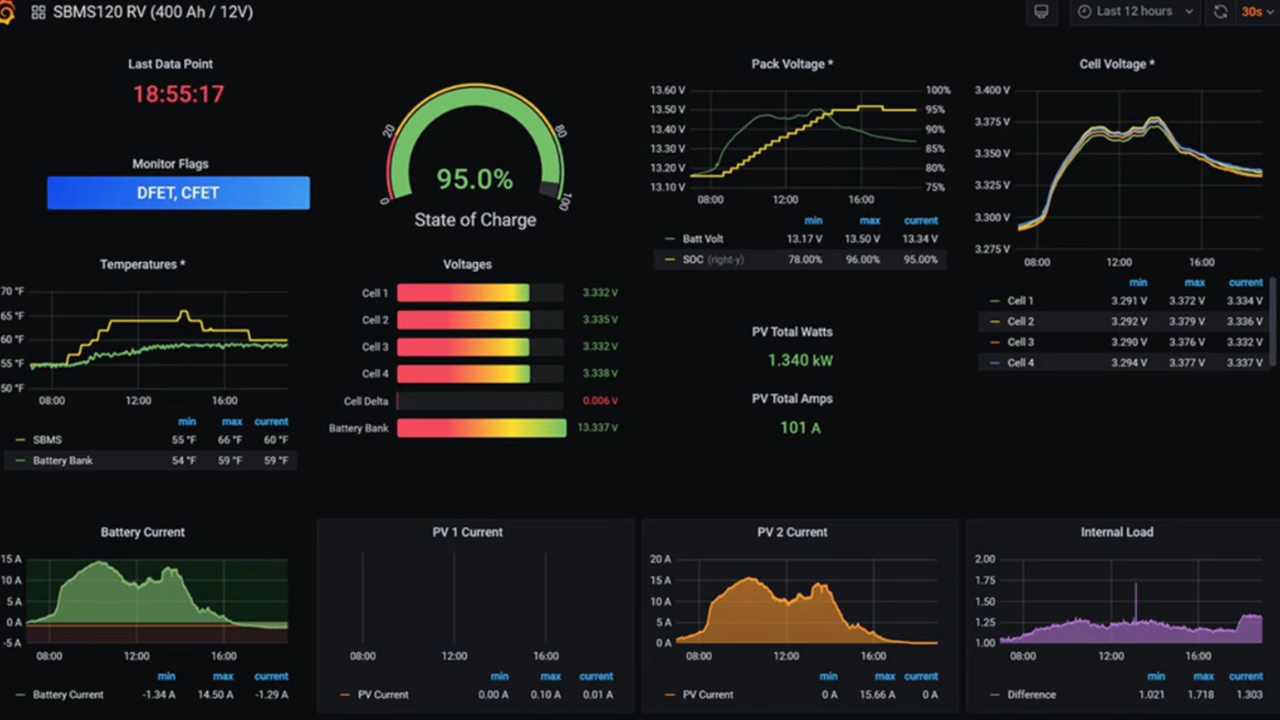 SBMS120 RV (400 Ah / 12V)
Last 12 hours
30s
Last Data Point
18:55:17
Monitor Flags
DFET, CFET
0
20
80
100
95.0%
State of Charge
Pack Voltage *
13.60 V
13.50 V
13.40 V
13.30 V
13.20 V
13.10 V
100%
95%
90%
85%
80%
75%
08:00 12:00 16:00
min max current
Batt Volt 13.17 V 13.50 V 13.34 V
SOC (right-y) 78.00% 96.00% 95.00%
Cell Voltage *
3.400 V
3.375 V
3.350 V
3.325 V
3.300 V
3.275 V
08:00 12:00 16:00
min max current
Cell 1 3.291 V 3.372 V 3.334 V
Cell 2 3.292 V 3.379 V 3.336 V
Cell 3 3.290 V 3.376 V 3.332 V
Cell 4 3.294 V 3.377 V 3.337 V
Temperatures *
70 °F
65 °F
60 °F
55 °F
50 °F
08:00 12:00 16:00
min max current
SBMS 55 °F 66 °F 60 °F
Battery Bank 54 °F 59 °F 59 °F
Voltages
Cell 1 3.332 V
Cell 2 3.335 V
Cell 3 3.332 V
Cell 4 3.338 V
Cell Delta 0.006 V
Battery Bank 13.337 V
PV Total Watts
1.340 kW
PV Total Amps
101 A
Battery Current
15 A
10 A
5 A
0 A
-5 A
08:00 12:00 16:00
min max current
Battery Current -1.34 A 14.50 A -1.29 A
PV 1 Current
08:00 12:00 16:00
min max current
PV Current 0.00 A 0.10 A 0.01 A
PV 2 Current
20 A
15 A
10 A
5 A
0 A
08:00 12:00 16:00
min max current
PV Current 0 A 15.66 A 0 A
Internal Load
2.00
1.75
1.50
1.25
1.00
08:00 12:00 16:00
min max current
Difference 1.021 1.718 1.303